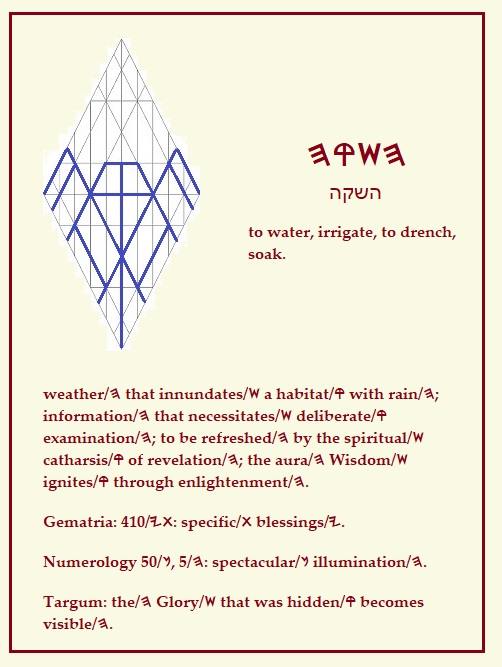 𐤄𐤔𐤒𐤄
השקה
to water, irrigate, to drench,
soak.
weather/𐤄 that innundates/𐤔 a habitat/𐤒 with rain/𐤄;
information/𐤄 that necessitates/𐤔 deliberate/𐤒
examination/𐤄; to be refreshed/𐤄 by the spiritual/𐤔
catharsis/𐤒 of revelation/𐤄; the aura/𐤄 Wisdom/𐤔
ignites/𐤒 through enlightenment/𐤄.
Gematria: 410/𐤕𐤉: specific/𐤕 blessings/𐤉.
Numerology 50/𐤍, 5/𐤄: spectacular/𐤍 illumination/𐤄.
Targum: the/𐤄 Glory/𐤔 that was hidden/𐤒 becomes
visible/𐤄.